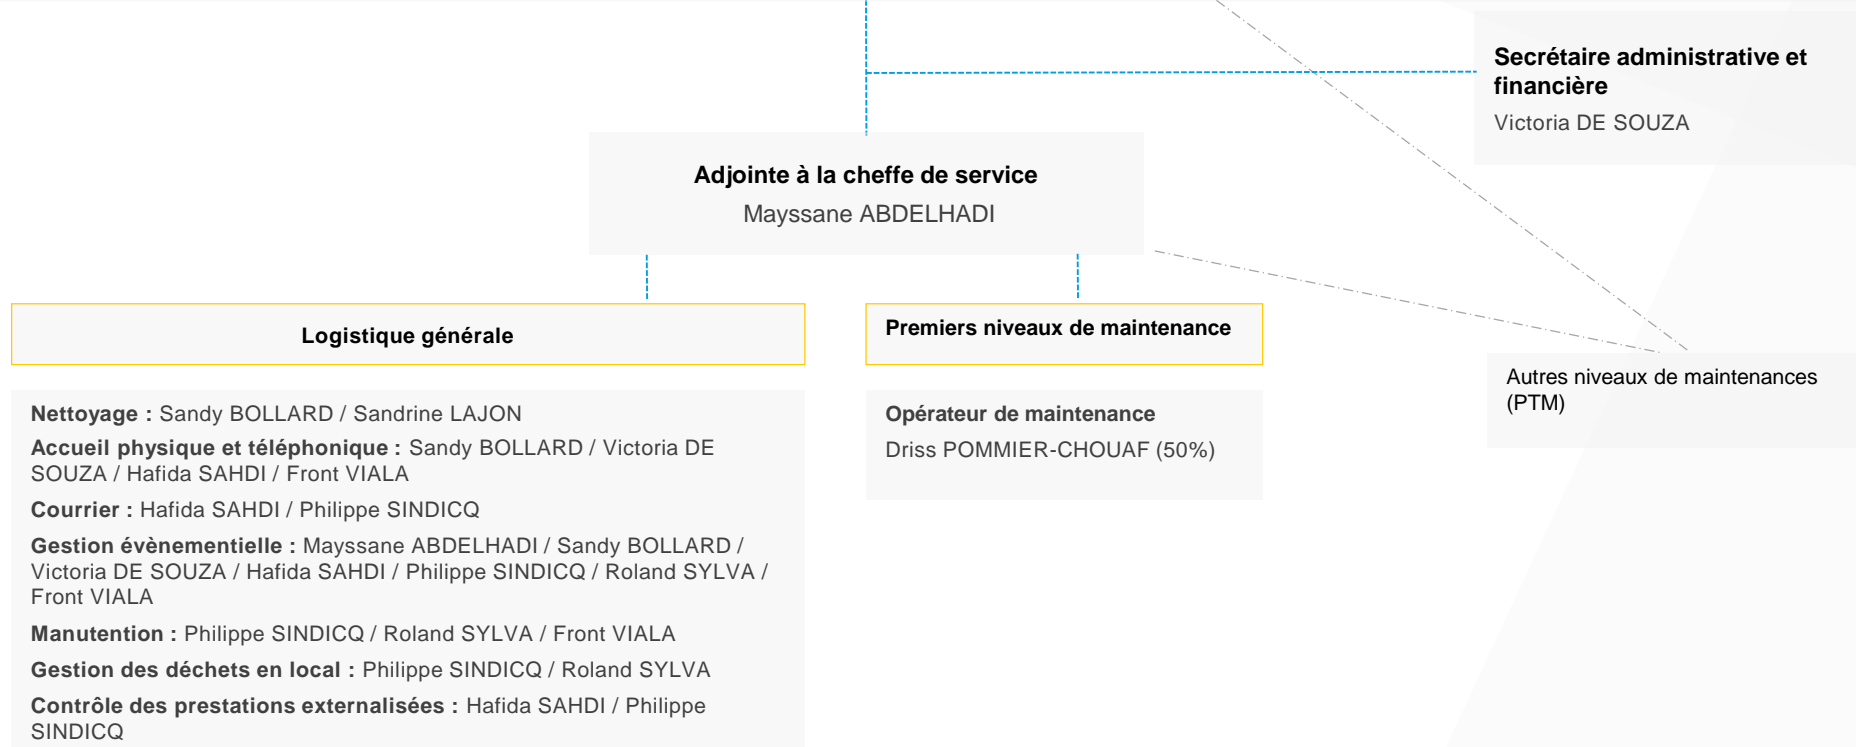 Secrétaire administrative et
financière
Victoria DE SOUZA
Adjointe à la cheffe de service
Mayssane ABDELHADI
Logistique générale
Nettoyage : Sandy BOLLARD / Sandrine LAJON
Accueil physique et téléphonique : Sandy BOLLARD / Victoria DE
SOUZA / Hafida SAHDI / Front VIALA
Courrier : Hafida SAHDI / Philippe SINDICQ
Gestion évènementielle : Mayssane ABDELHADI / Sandy BOLLARD /
Victoria DE SOUZA / Hafida SAHDI / Philippe SINDICQ / Roland SYLVA /
Front VIALA
Manutention : Philippe SINDICQ / Roland SYLVA / Front VIALA
Gestion des déchets en local : Philippe SINDICQ / Roland SYLVA
Contrôle des prestations externalisées : Hafida SAHDI / Philippe
SINDICQ
Premiers niveaux de maintenance
Opérateur de maintenance
Driss POMMIER-CHOUAF (50%)
Autres niveaux de maintenances
(PTM)